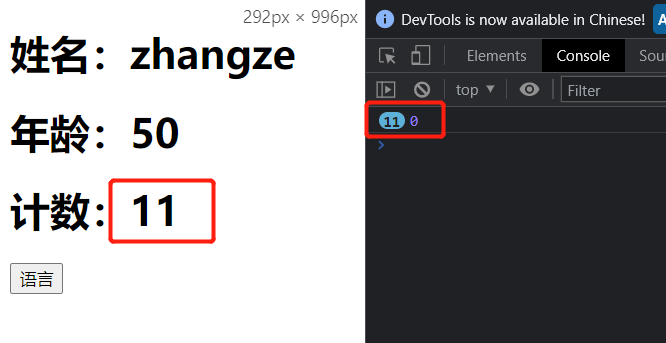 292px × 996px
姓名：zhangze
年龄：50
计数：11
语言
DevTools is now available in Chinese!
Elements Console Sou
top ▼ Filter
11 0